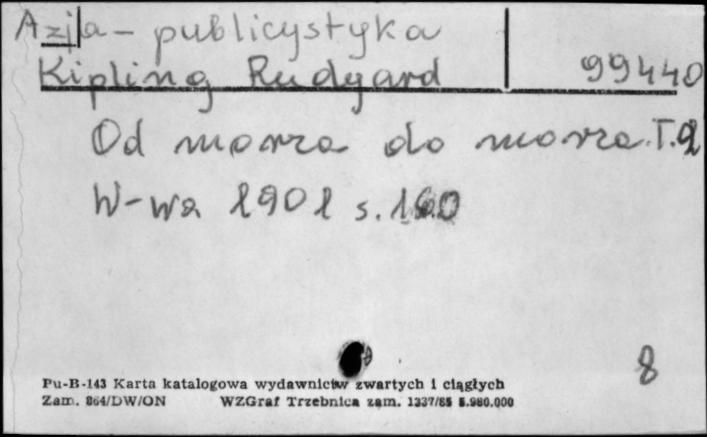 Azja - publicystyka
Kipling Rudyard 99440
Od morza do morza. T. 2
W-wa 1901 s. 160
8
Pu-B-143 Karta katalogowa wydawnictw zwartych i ciągłych
Zam. 864/DW/ON WZGraf Trzebnica zam. 1337/85 5.980.000